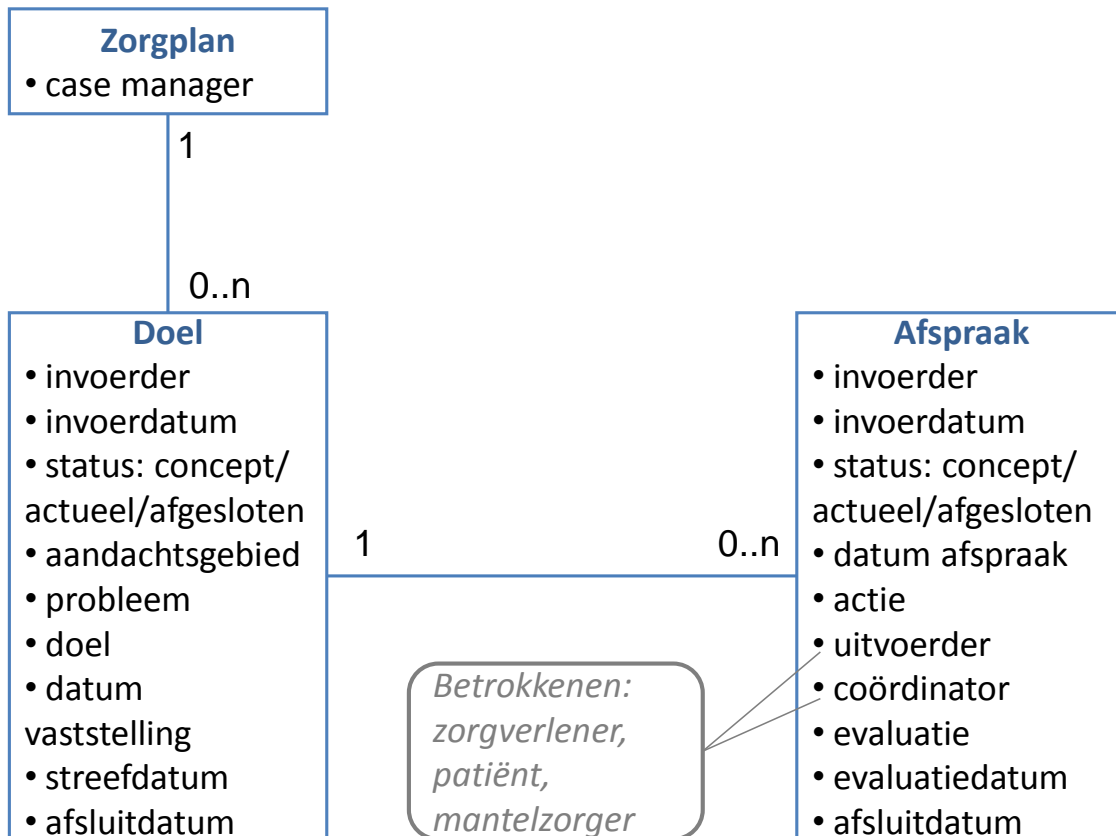 Zorgplan
• case manager
1
0..n
Doel
• invoerder
• invoerdatum
• status: concept/
actueel/afgesloten
• aandachtsgebied
• probleem
• doel
• datum
vaststelling
• streefdatum
• afsluitdatum
1
0..n
Betrokkenen:
zorgverlener,
patiënt,
mantelzorger
Afspraak
• invoerder
• invoerdatum
• status: concept/
actueel/afgesloten
• datum afspraak
• actie
• uitvoerder
• coördinator
• evaluatie
• evaluatiedatum
• afsluitdatum